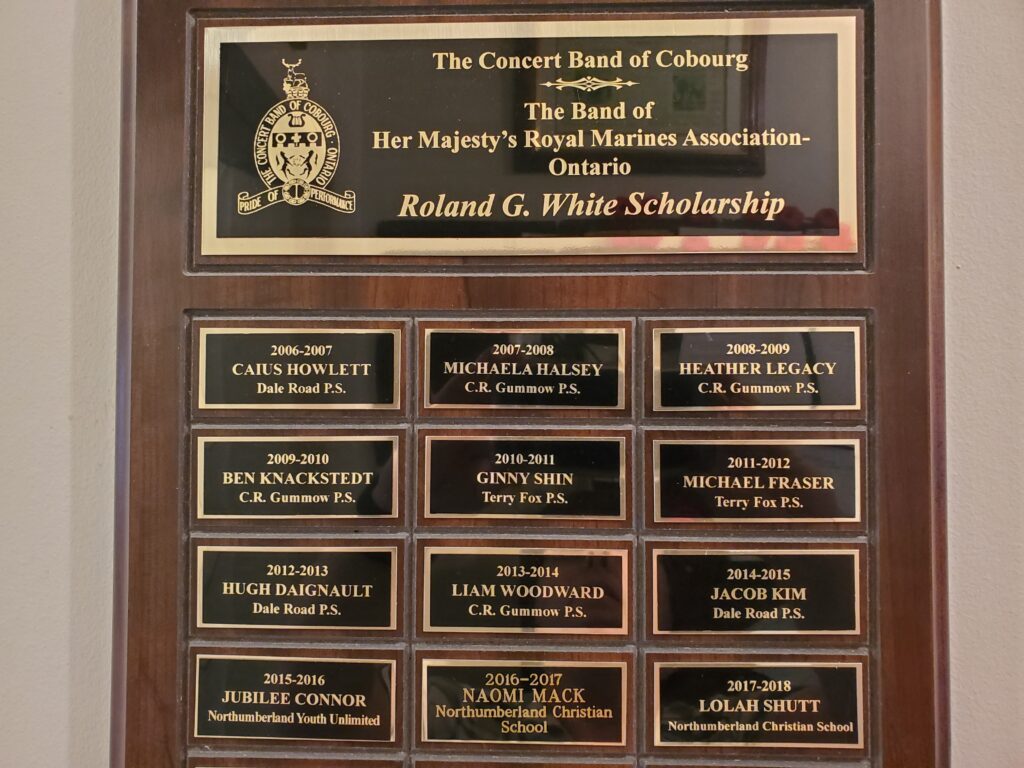 The Concert Band of Cobourg
The Band of
Her Majesty's Royal Marines Association-
Ontario
Roland G. White Scholarship
THE CONCERT BAND OF COBOURG · ONTARIO
PRIDE OF PERFORMANCE
2006-2007
CAIUS HOWLETT
Dale Road P.S.
2007-2008
MICHAELA HALSEY
C.R. Gummow P.S.
2008-2009
HEATHER LEGACY
C.R. Gummow P.S.
2009-2010
BEN KNACKSTEDT
C.R. Gummow P.S.
2010-2011
GINNY SHIN
Terry Fox P.S.
2011-2012
MICHAEL FRASER
Terry Fox P.S.
2012-2013
HUGH DAIGNAULT
Dale Road P.S.
2013-2014
LIAM WOODWARD
C.R. Gummow P.S.
2014-2015
JACOB KIM
Dale Road P.S.
2015-2016
JUBILEE CONNOR
Northumberland Youth Unlimited
2016-2017
NAOMI MACK
Northumberland Christian
School
2017-2018
LOLAH SHUTT
Northumberland Christian School